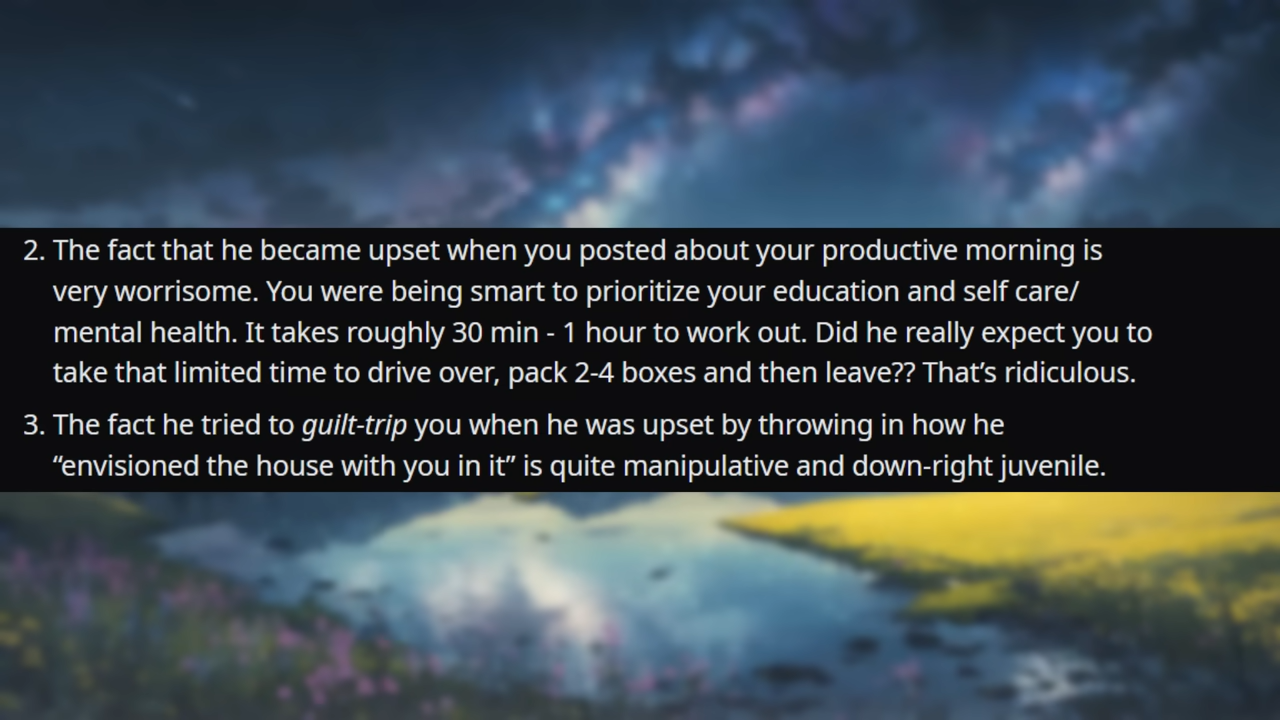 2. The fact that he became upset when you posted about your productive morning is
very worrisome. You were being smart to prioritize your education and self care/
mental health. It takes roughly 30 min - 1 hour to work out. Did he really expect you to
take that limited time to drive over, pack 2-4 boxes and then leave?? That’s ridiculous.
3. The fact he tried to guilt-trip you when he was upset by throwing in how he
“envisioned the house with you in it” is quite manipulative and down-right juvenile.